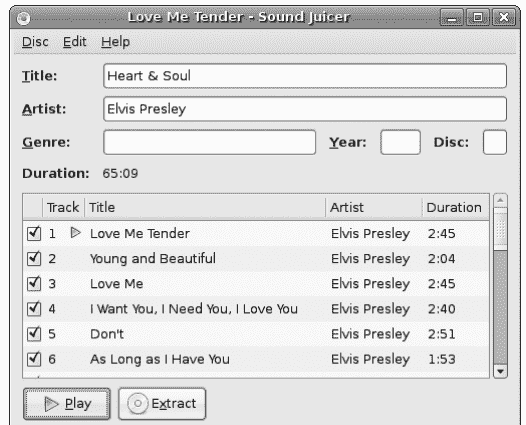 Love Me Tender - Sound Juicer
Disc Edit Help
Title: Heart & Soul
Artist: Elvis Presley
Genre: Year: Disc:
Duration: 65:09
Track Title Artist Duration
1 Love Me Tender Elvis Presley 2:45
2 Young and Beautiful Elvis Presley 2:04
3 Love Me Elvis Presley 2:45
4 I Want You, I Need You, I Love You Elvis Presley 2:40
5 Don't Elvis Presley 2:51
6 As Long as I Have You Elvis Presley 1:53
Play Extract